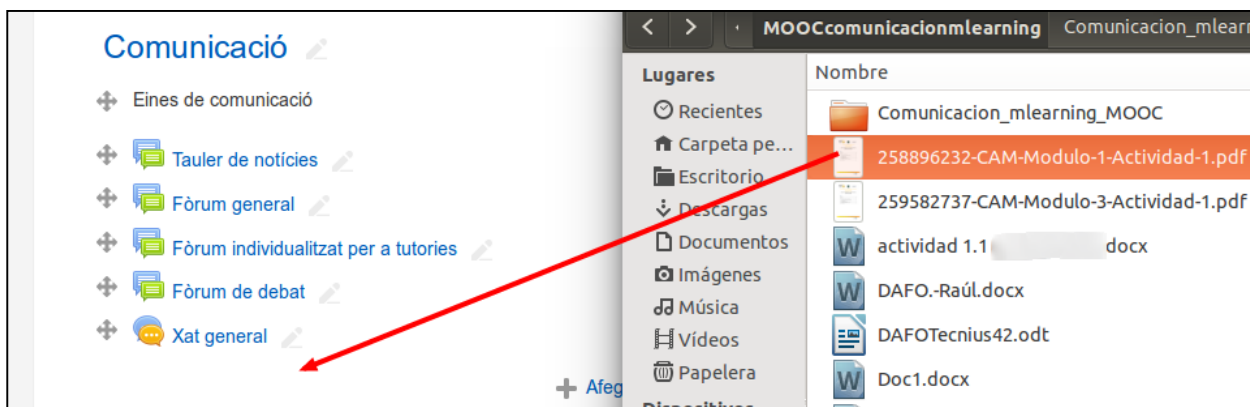 Comunicació
Eines de comunicació
Tauler de notícies
Fòrum general
Fòrum individualitzat per a tutories
Fòrum de debat
Xat general
MOOCcomunicacionmlearning
Lugares
Recientes
Carpeta pe...
Escritorio
Descargas
Documentos
Imágenes
Música
Vídeos
Papelera
Nombre
Comunicacion_mlearning_MOOC
258896232-CAM-Modulo-1-Actividad-1.pdf
259582737-CAM-Modulo-3-Actividad-1.pdf
actividad 1.1 docx
DAFO.-Raúl.docx
DAFOTecnius42.odt
Doc1.docx